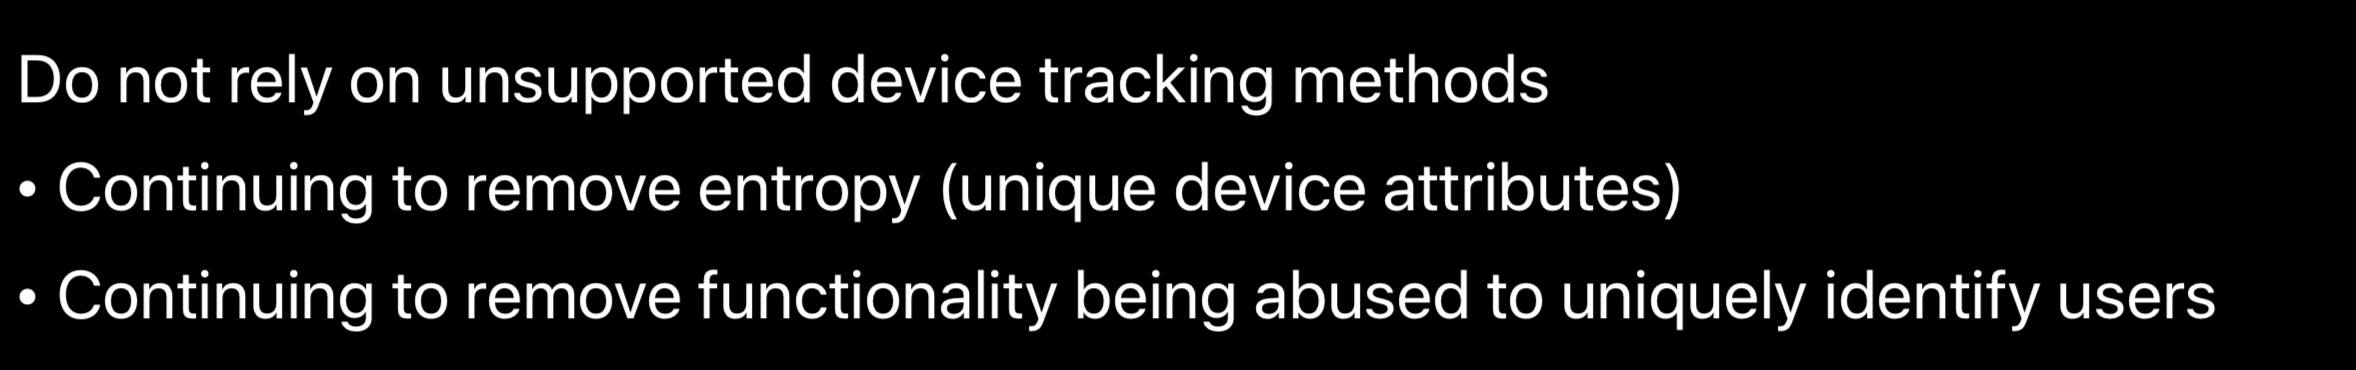 Do not rely on unsupported device tracking methods
• Continuing to remove entropy (unique device attributes)
• Continuing to remove functionality being abused to uniquely identify users